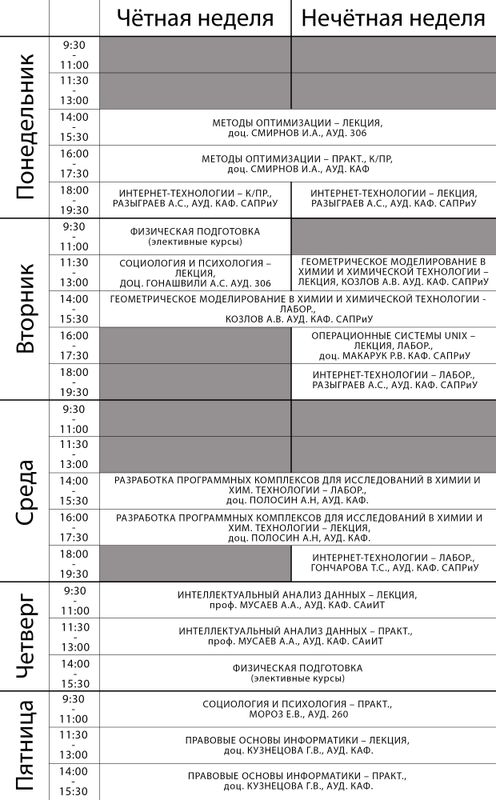 Чётная неделя
Нечётная неделя
Понедельник
9:30
-
11:00
11:30
-
13:00
14:00
-
15:30
МЕТОДЫ ОПТИМИЗАЦИИ – ЛЕКЦИЯ,
доц. СМИРНОВ И.А., АУД. 306
16:00
-
17:30
МЕТОДЫ ОПТИМИЗАЦИИ – ПРАКТ., К/ПР,
доц. СМИРНОВ И.А., АУД. КАФ
18:00
-
19:30
ИНТЕРНЕТ-ТЕХНОЛОГИИ – К/ПР.,
РАЗЫГРАЕВ А.С., АУД. КАФ. САПРиУ
ИНТЕРНЕТ-ТЕХНОЛОГИИ – ЛЕКЦИЯ,
РАЗЫГРАЕВ А.С., АУД. КАФ. САПРиУ
Вторник
9:30
-
11:00
ФИЗИЧЕСКАЯ ПОДГОТОВКА
(элективные курсы)
11:30
-
13:00
СОЦИОЛОГИЯ И ПСИХОЛОГИЯ –
ЛЕКЦИЯ,
ДОЦ. ГОНАШВИЛИ А.С. АУД. 306
ГЕОМЕТРИЧЕСКОЕ МОДЕЛИРОВАНИЕ В
ХИМИИ И ХИМИЧЕСКОЙ ТЕХНОЛОГИИ –
ЛЕКЦИЯ, КОЗЛОВ А.В. АУД. КАФ. САПРиУ
14:00
-
15:30
ГЕОМЕТРИЧЕСКОЕ МОДЕЛИРОВАНИЕ В ХИМИИ И ХИМИЧЕСКОЙ ТЕХНОЛОГИИ -
ЛАБОР.,
КОЗЛОВ А.В. АУД. КАФ. САПРиУ
16:00
-
17:30
ОПЕРАЦИОННЫЕ СИСТЕМЫ UNIX –
ЛЕКЦИЯ, ЛАБОР.,
доц. МАКАРУК Р.В. КАФ. САПРиУ
18:00
-
19:30
ИНТЕРНЕТ-ТЕХНОЛОГИИ – ЛАБОР.,
РАЗЫГРАЕВ А.С., АУД. КАФ. САПРиУ
Среда
9:30
-
11:00
11:30
-
13:00
14:00
-
15:30
РАЗРАБОТКА ПРОГРАММНЫХ КОМПЛЕКСОВ ДЛЯ ИССЛЕДОВАНИЙ В ХИМИИ И
ХИМ. ТЕХНОЛОГИИ – ЛАБОР.,
доц. ПОЛОСИН А.Н, АУД. КАФ.
16:00
-
17:30
РАЗРАБОТКА ПРОГРАММНЫХ КОМПЛЕКСОВ ДЛЯ ИССЛЕДОВАНИЙ В ХИМИИ И
ХИМ. ТЕХНОЛОГИИ – ЛЕКЦИЯ,
доц. ПОЛОСИН А.Н, АУД. КАФ.
18:00
-
19:30
ИНТЕРНЕТ-ТЕХНОЛОГИИ – ЛАБОР.,
ГОНЧАРОВА Т.С., АУД. КАФ. САПРиУ
Четверг
9:30
-
11:00
ИНТЕЛЛЕКТУАЛЬНЫЙ АНАЛИЗ ДАННЫХ – ЛЕКЦИЯ,
проф. МУСАЕВ А.А., АУД. КАФ. САиИТ
11:30
-
13:00
ИНТЕЛЛЕКТУАЛЬНЫЙ АНАЛИЗ ДАННЫХ – ПРАКТ.,
проф. МУСАЕВ А.А., АУД. КАФ. САиИТ
14:00
-
15:30
ФИЗИЧЕСКАЯ ПОДГОТОВКА
(элективные курсы)
Пятница
9:30
-
11:00
СОЦИОЛОГИЯ И ПСИХОЛОГИЯ – ПРАКТ.,
МОРОЗ Е.В., АУД. 260
11:30
-
13:00
ПРАВОВЫЕ ОСНОВЫ ИНФОРМАТИКИ – ЛЕКЦИЯ,
доц. КУЗНЕЦОВА Г.В., АУД. КАФ.
14:00
-
15:30
ПРАВОВЫЕ ОСНОВЫ ИНФОРМАТИКИ – ПРАКТ.,
доц. КУЗНЕЦОВА Г.В., АУД. КАФ.